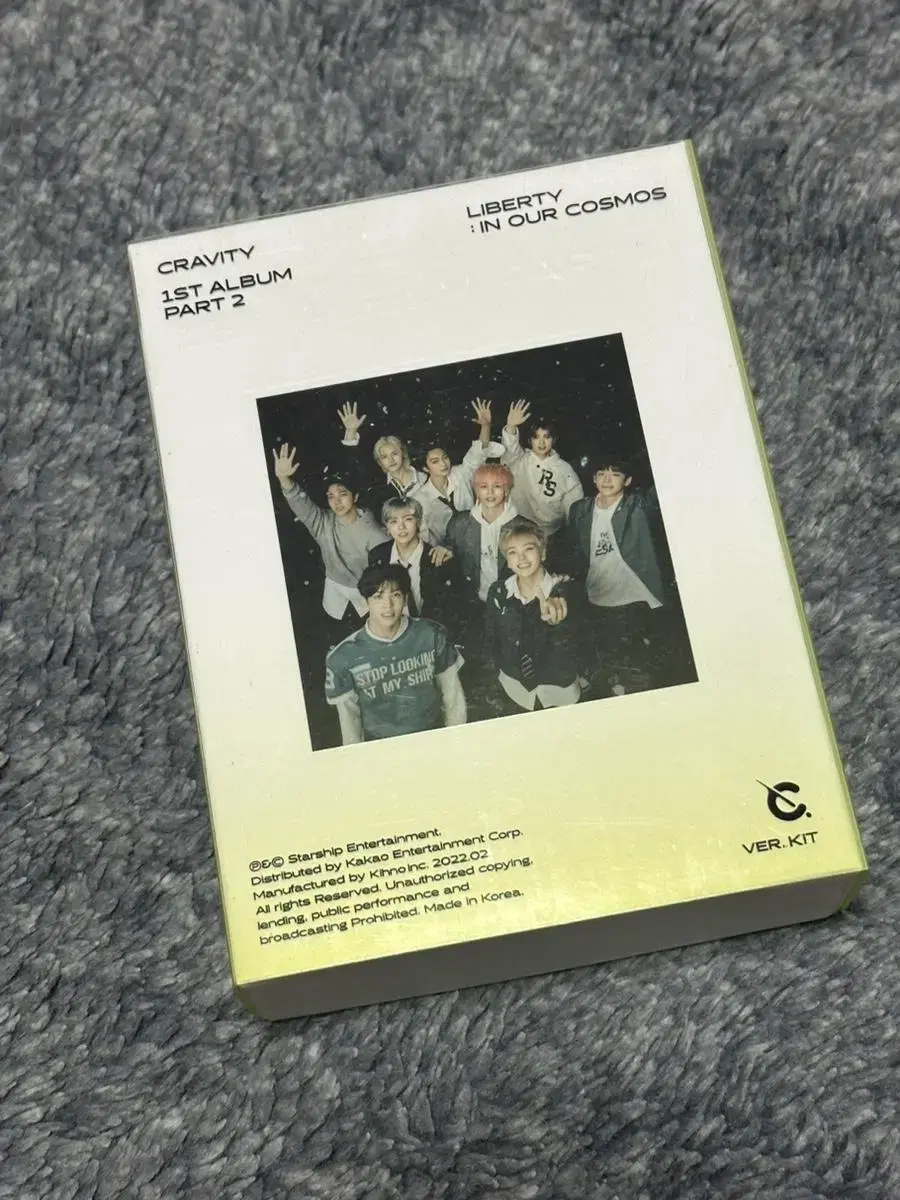 CRAVITY
1ST ALBUM
PART 2
LIBERTY
: IN OUR COSMOS
RS
STOP LOOKING
AT MY SHIR
C.
VER. KIT
℗&© Starship Entertainment.
Distributed by Kakao Entertainment Corp.
Manufactured by Kihno Inc. 2022.02
All rights Reserved. Unauthorized copying,
lending, public performance and
broadcasting Prohibited. Made in Korea.